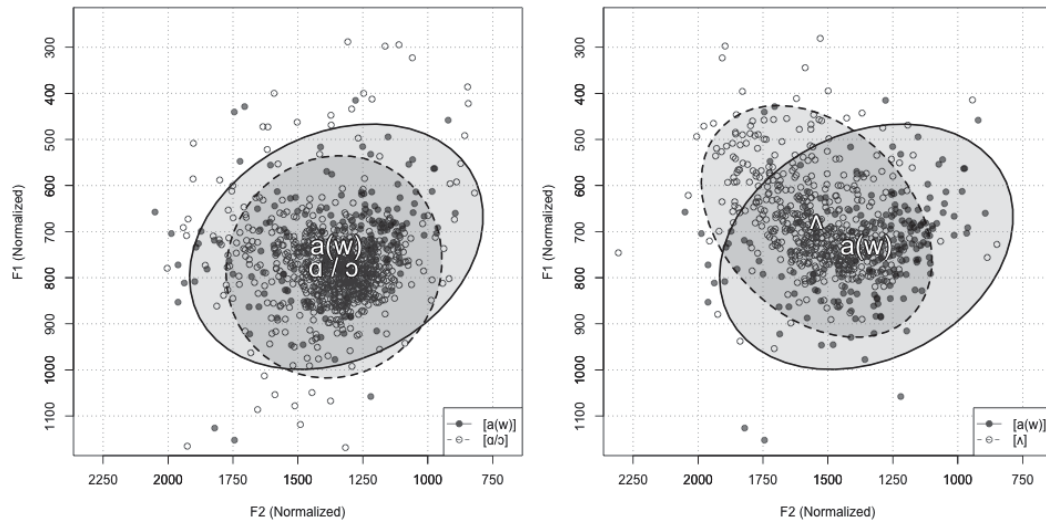 300
400
500
600
700
800
900
1000
1100
F1 (Normalized)
a(w)
ɑ / ɔ
[a(w)]
[ɑ/ɔ]
2250
2000
1750
1500
1250
1000
750
F2 (Normalized)
300
400
500
600
700
800
900
1000
1100
F1 (Normalized)
ʌ
a(w)
[a(w)]
[ʌ]
2250
2000
1750
1500
1250
1000
750
F2 (Normalized)